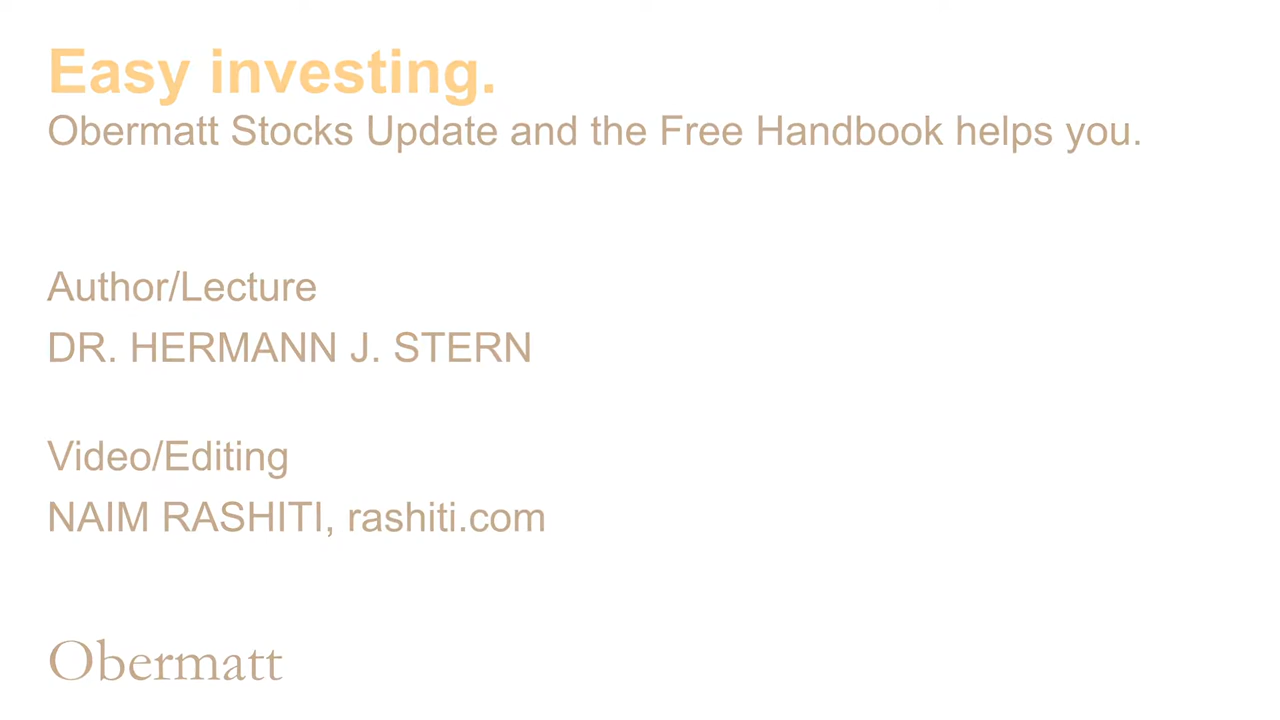 Easy investing.
Obermatt Stocks Update and the Free Handbook helps you.
Author/Lecture
DR. HERMANN J. STERN
Video/Editing
NAIM RASHITI, rashiti.com
Obermatt